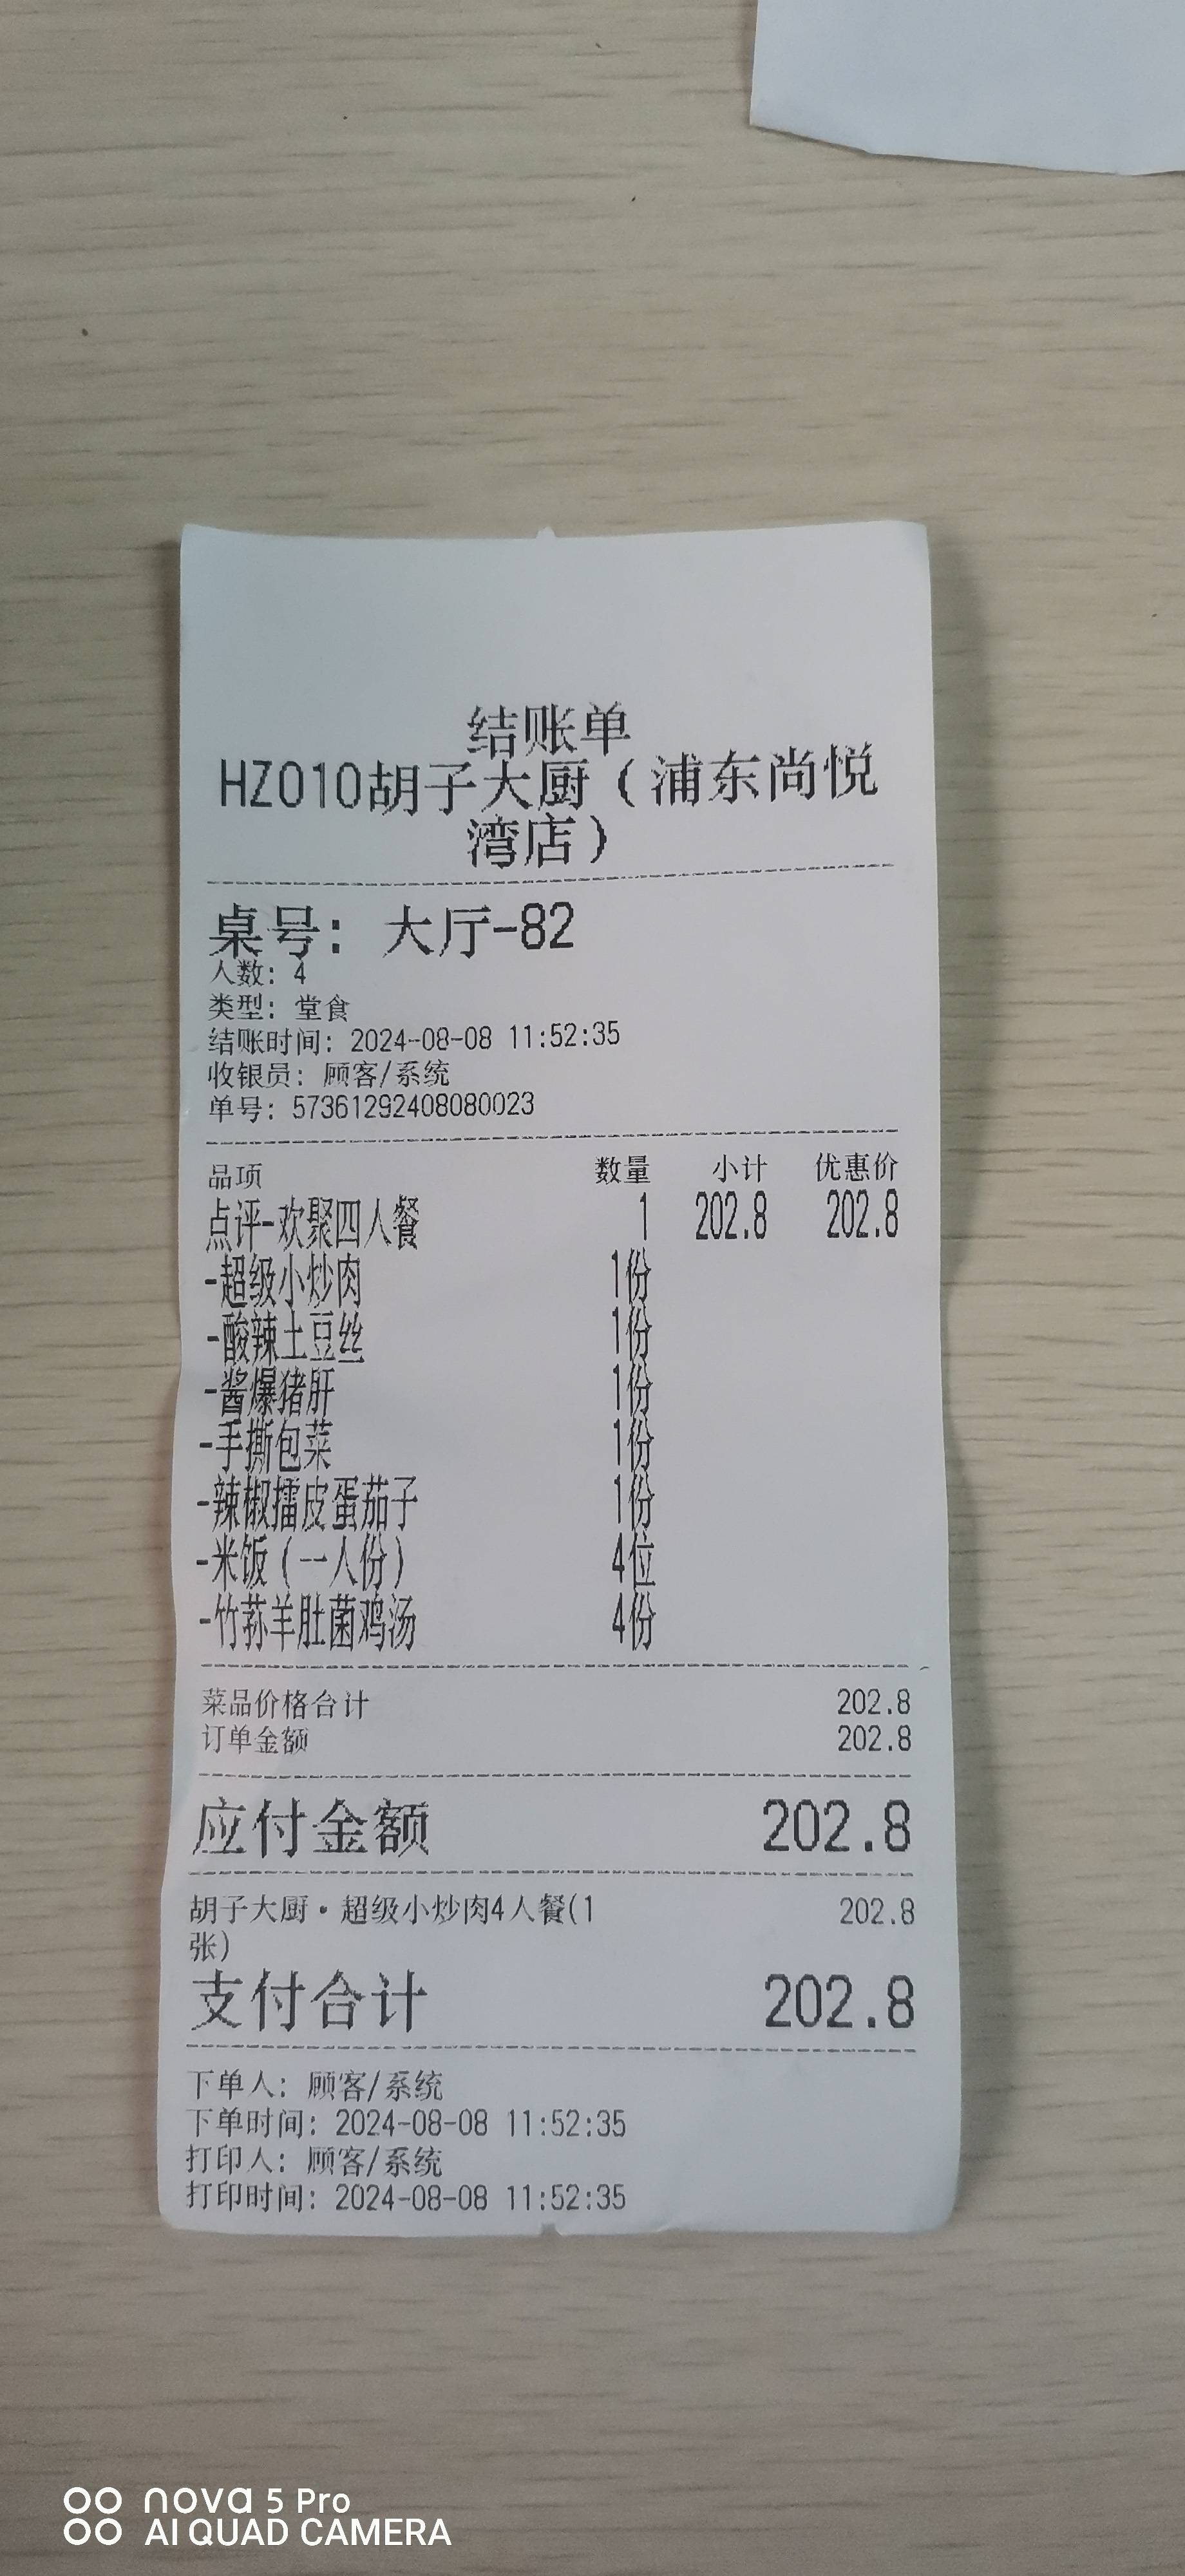 结账单
HZ010胡子大厨（浦东尚悦
湾店）
桌号：大厅-82
人数：4
类型：堂食
结账时间：2024-08-08 11:52:35
收银员：顾客/系统
单号：57361292408080023
品项 数量 小计 优惠价
点评-欢聚四人餐 1 202.8 202.8
-超级小炒肉 1份
-酸辣土豆丝 1份
-酱爆猪肝 1份
-手撕包菜 1份
-辣椒擂皮蛋茄子 1份
-米饭（一人份） 4位
-竹荪羊肚菌鸡汤 4份
菜品价格合计 202.8
订单金额 202.8
应付金额 202.8
胡子大厨·超级小炒肉4人餐(1 202.8
张)
支付合计 202.8
下单人：顾客/系统
下单时间：2024-08-08 11:52:35
打印人：顾客/系统
打印时间：2024-08-08 11:52:35
nova 5 Pro
AI QUAD CAMERA